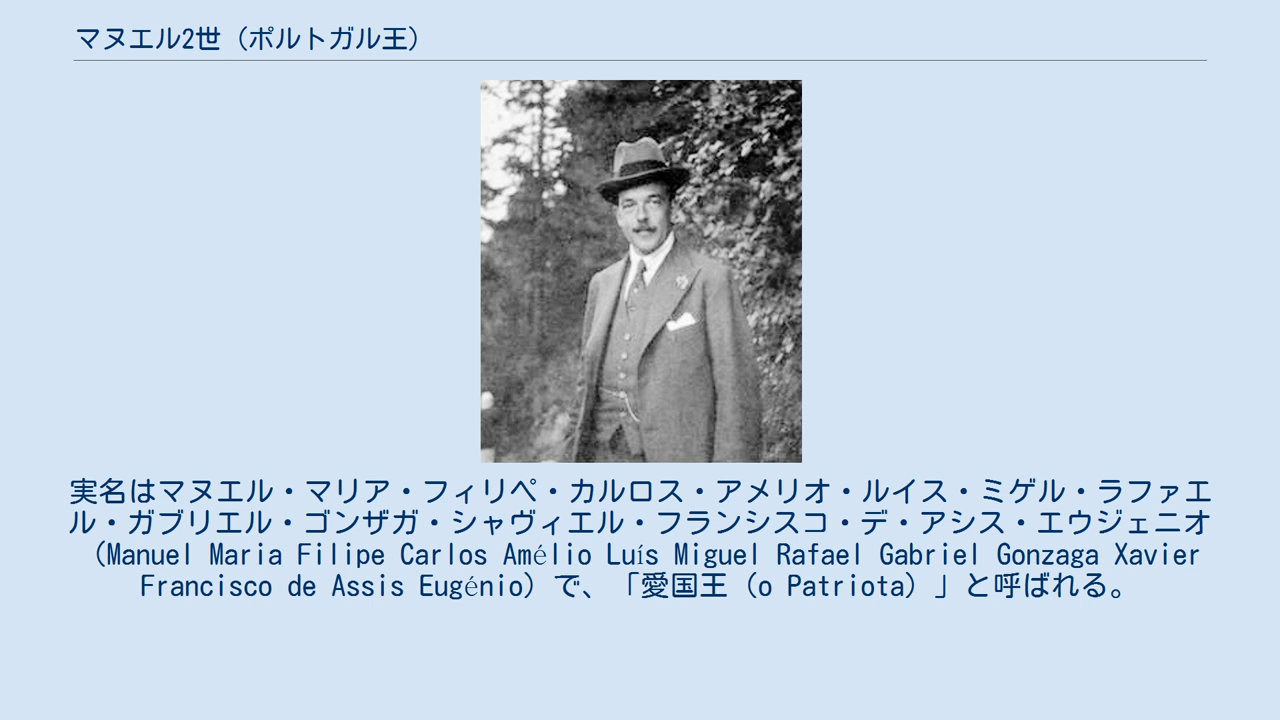 マヌエル2世（ポルトガル王）
実名はマヌエル・マリア・フィリペ・カルロス・アメリオ・ルイス・ミゲル・ラファエ
ル・ガブリエル・ゴンザガ・シャヴィエル・フランシスコ・デ・アシス・エウジェニオ
（Manuel Maria Filipe Carlos Amélio Luís Miguel Rafael Gabriel Gonzaga Xavier
Francisco de Assis Eugénio）で、「愛国王（o Patriota）」と呼ばれる。